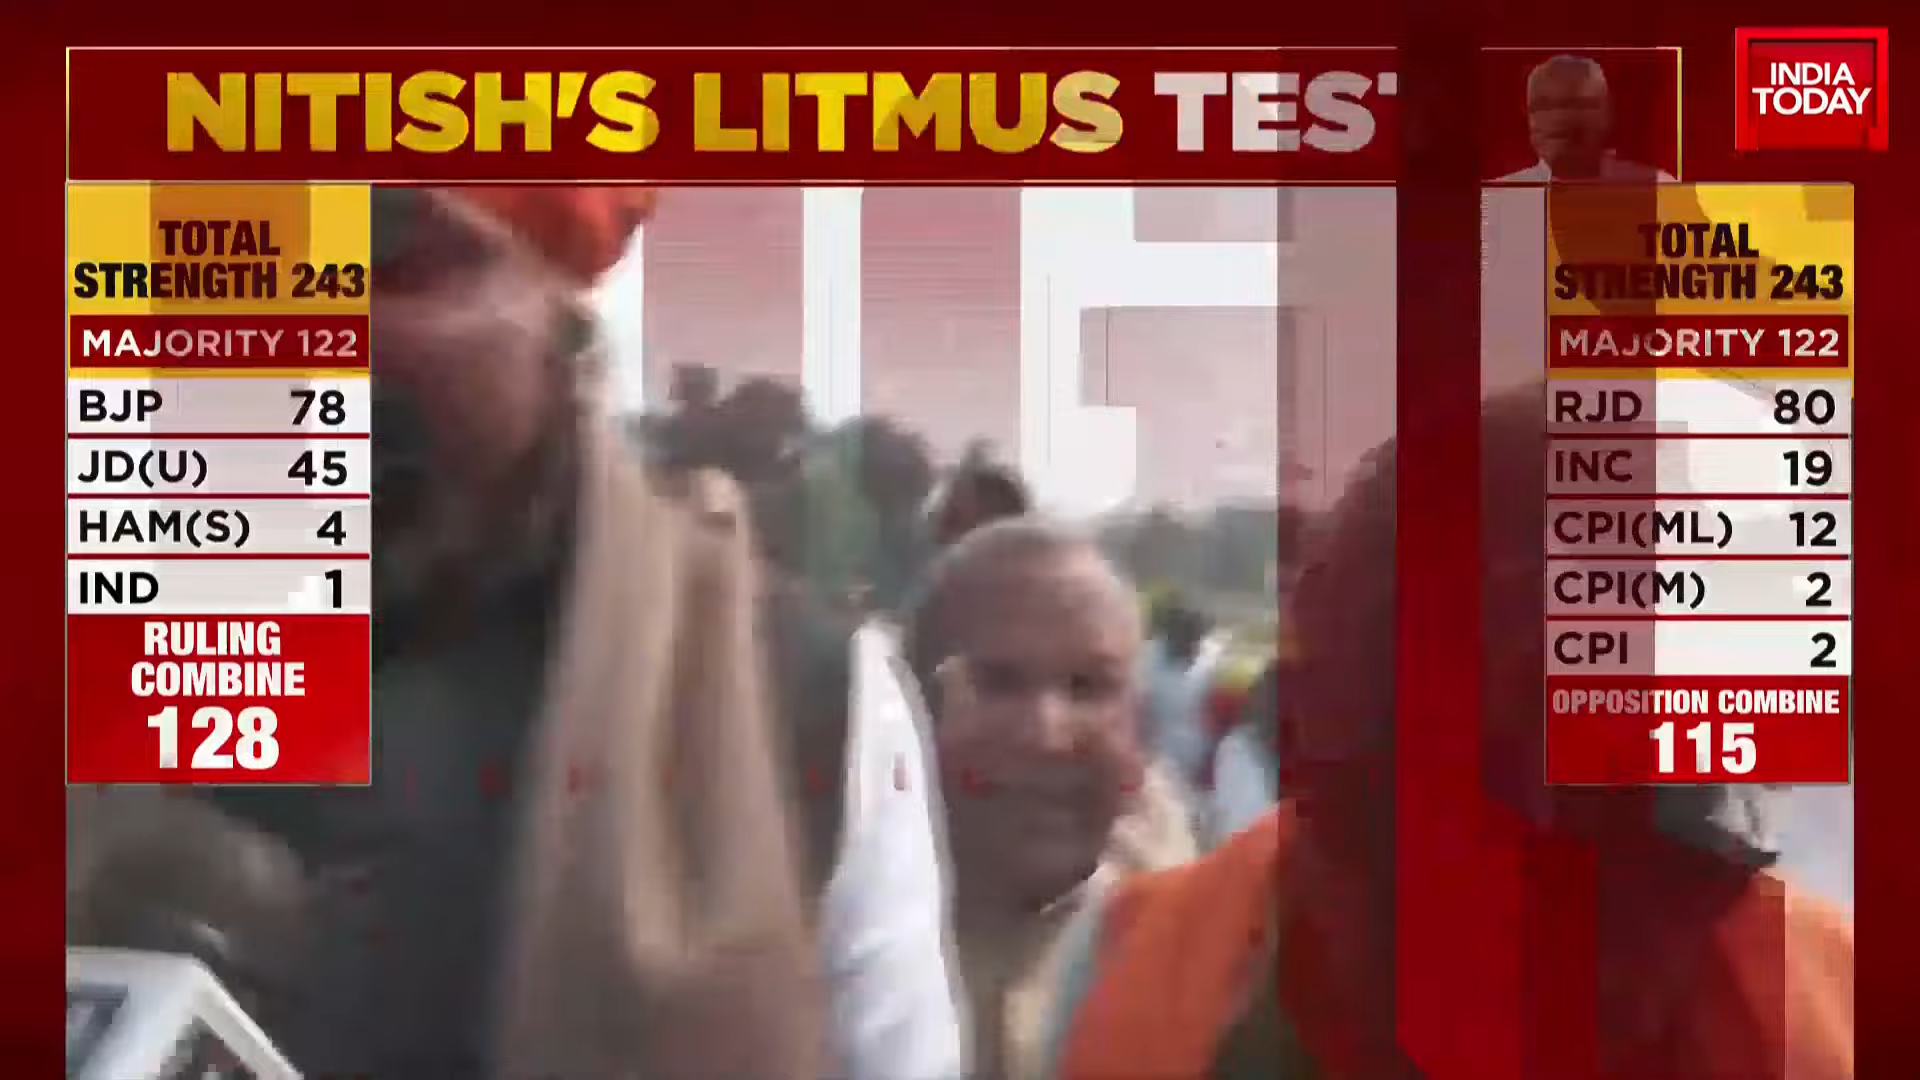 NITISH'S LITMUS TEST
INDIA
TODAY
TOTAL
STRENGTH 243
MAJORITY 122
BJP 78
JD(U) 45
HAM(S) 4
IND 1
RULING
COMBINE
128
TOTAL
STRENGTH 243
MAJORITY 122
RJD 80
INC 19
CPI(ML) 12
CPI(M) 2
CPI 2
OPPOSITION COMBINE
115